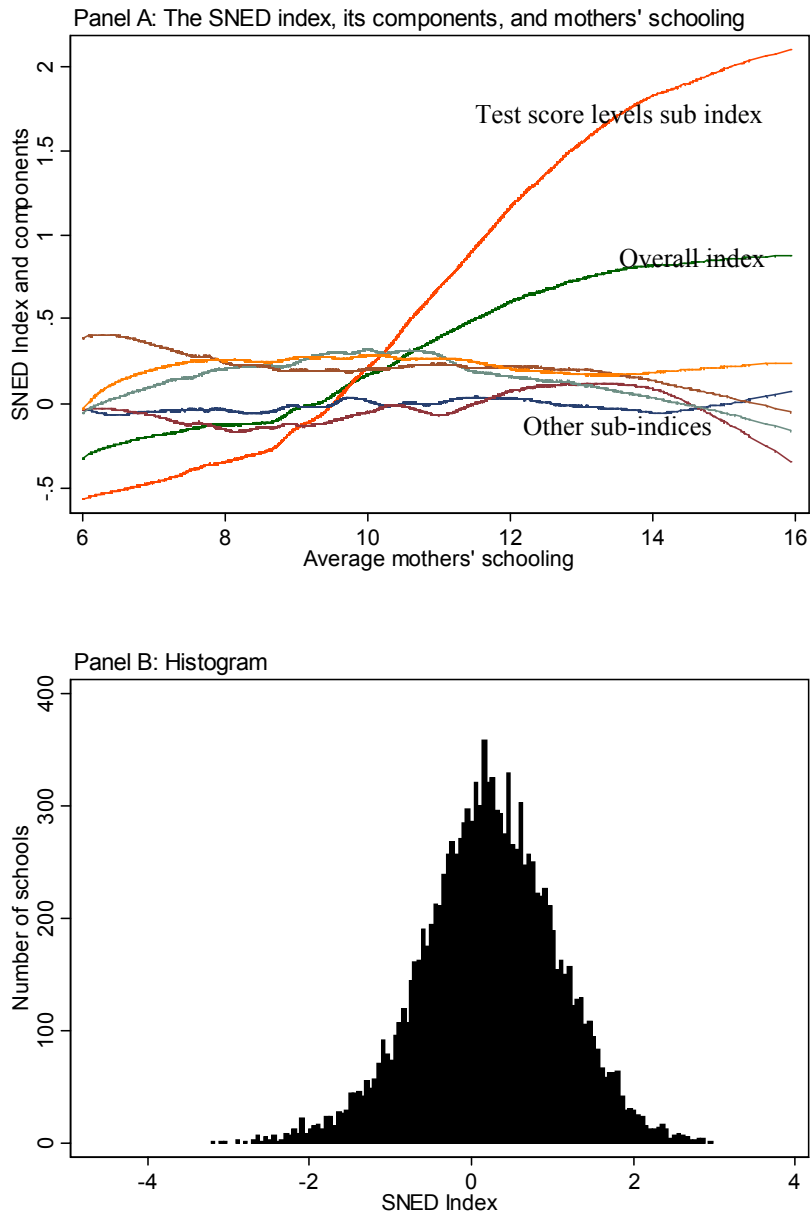 Panel A: The SNED index, its components, and mothers' schooling
SNED Index and components
2
1.5
1
.5
0
-.5
Test score levels sub index
Overall index
Other sub-indices
6 8 10 12 14 16
Average mothers' schooling
Panel B: Histogram
Number of schools
400
300
200
100
0
-4 -2 0 2 4
SNED Index